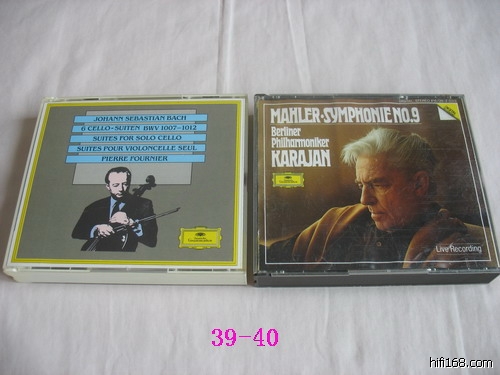 JOHANN SEBASTIAN BACH
6 CELLO-SUITEN BWV 1007-1012
SUITES FOR SOLO CELLO
SUITES POUR VIOLONCELLE SEUL
PIERRE FOURNIER
MAHLER·SYMPHONIE NO.9
Berliner
Philharmoniker
KARAJAN
Live Recording
39-40
hifi168.com